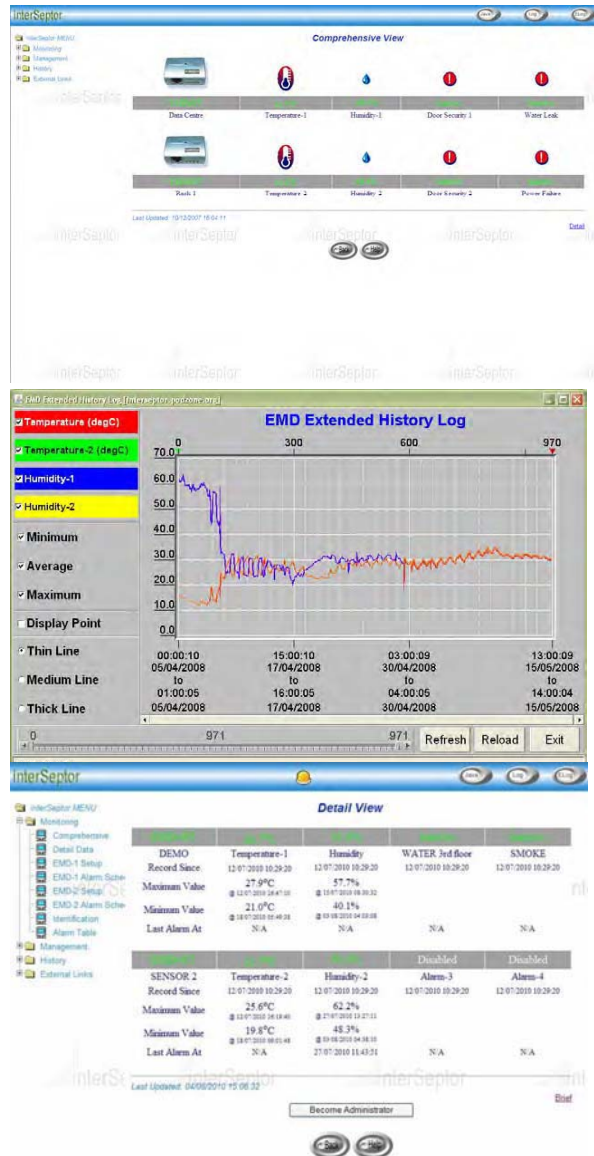 InterSeptor
Comprehensive View
InterSeptor MENU
Monitoring
Management
History
External Links
Data Centre Temperature-1 Humidity-1 Door Security 1 Water Leak
Rack 1 Temperature 2 Humidity 2 Door Security 2 Power Failure
Last Updated: 10/12/2007 16:04:11
Detail
Back Help
EMD Extended History Log
EMD Extended History Log
Temperature (degC)
Temperature-2 (degC)
Humidity-1
Humidity-2
Minimum
Average
Maximum
Display Point
Thin Line
Medium Line
Thick Line
0 300 600 970
70.0
60.0
50.0
40.0
30.0
20.0
10.0
0.0
00:00:10 15:00:10 03:00:09 13:00:09
05/04/2008 17/04/2008 30/04/2008 15/05/2008
to to to to
01:00:05 16:00:05 04:00:05 14:00:04
05/04/2008 17/04/2008 30/04/2008 15/05/2008
0 971 971 Refresh Reload Exit
InterSeptor
Detail View
InterSeptor MENU
Monitoring
Comprehensive
Detail Data
EMD-1 Setup
EMD-1 Alarm Sche
EMD-2 Setup
EMD-2 Alarm Sche
Identification
Alarm Table
Management
History
External Links
DEMO Temperature-1 Humidity WATER 3rd floor SMOKE
Record Since 12/07/2010 10:29:20 12/07/2010 10:29:20 12/07/2010 10:29:20 12/07/2010 10:29:20
Maximum Value 27.9°C 57.7%
Minimum Value 21.0°C 40.1%
Last Alarm At N/A N/A N/A N/A
Disabled Disabled
SENSOR 2 Temperature-2 Humidity-2 Alarm-3 Alarm-4
Record Since 12/07/2010 10:29:20 12/07/2010 10:29:20 12/07/2010 10:29:20 12/07/2010 10:29:20
Maximum Value 25.6°C 62.2%
Minimum Value 19.8°C 48.3%
Last Alarm At N/A 27/07/2010 11:43:51 N/A N/A
Last Updated: 04/08/2010 15:06:32
Brief
Become Administrator
Back Help